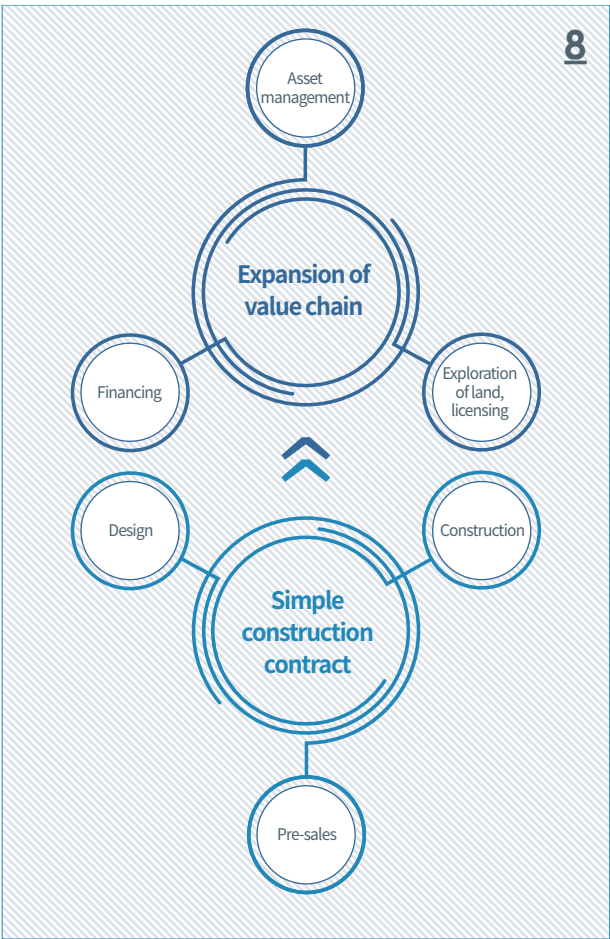 8
Asset
management
Expansion of
value chain
Financing
Exploration
of land,
licensing
Design
Construction
Simple
construction
contract
Pre-sales